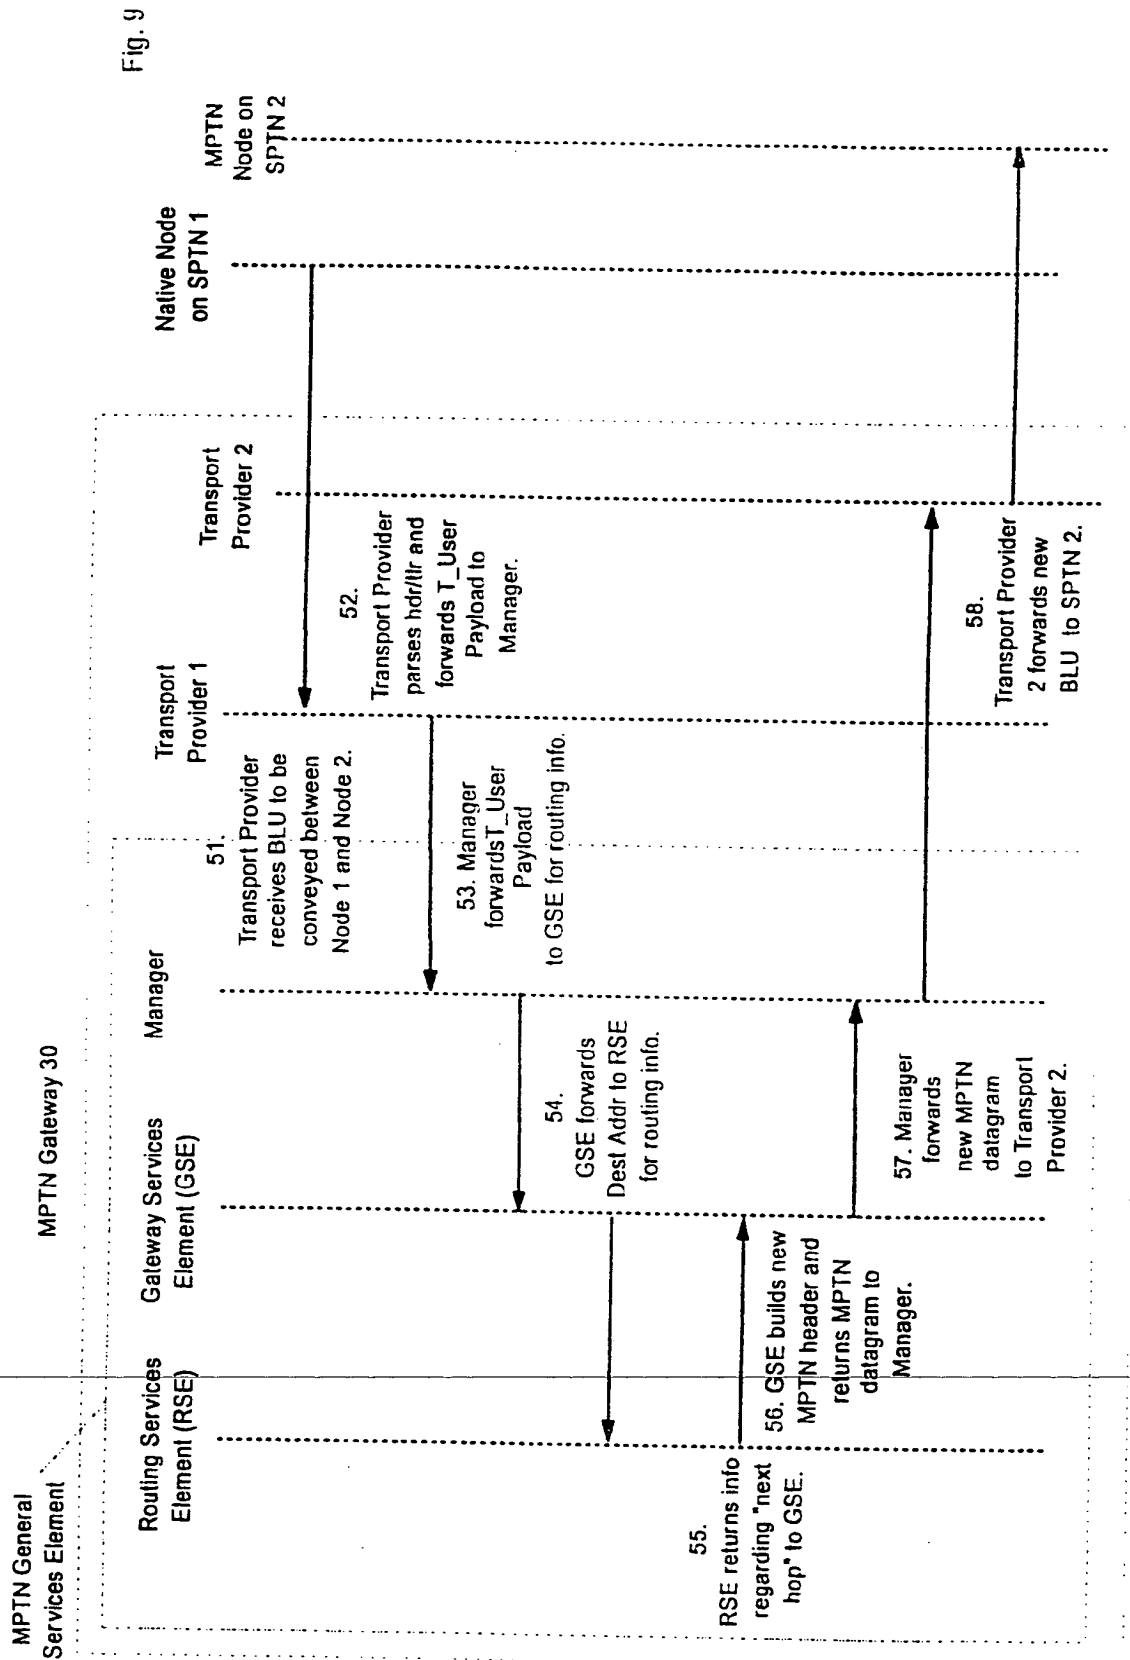 Fig. 9
MPTN Gateway 30
MPTN General
Services Element
Routing Services
Element (RSE)
Gateway Services
Element (GSE)
Manager
Transport
Provider 1
Transport
Provider 2
Native Node
on SPTN 1
MPTN
Node on
SPTN 2
51.
Transport Provider
receives BLU to be
conveyed between
Node 1 and Node 2.
52.
Transport Provider
parses hdr/tlr and
forwards T_User
Payload to
Manager.
53. Manager
forwardsT_User
Payload
to GSE for routing info.
54.
GSE forwards
Dest Addr to RSE
for routing info.
55.
RSE returns info
regarding "next
hop" to GSE.
56. GSE builds new
MPTN header and
returns MPTN
datagram to
Manager.
57. Manager
forwards
new MPTN
datagram
to Transport
Provider 2.
58.
Transport Provider
2 forwards new
BLU to SPTN 2.